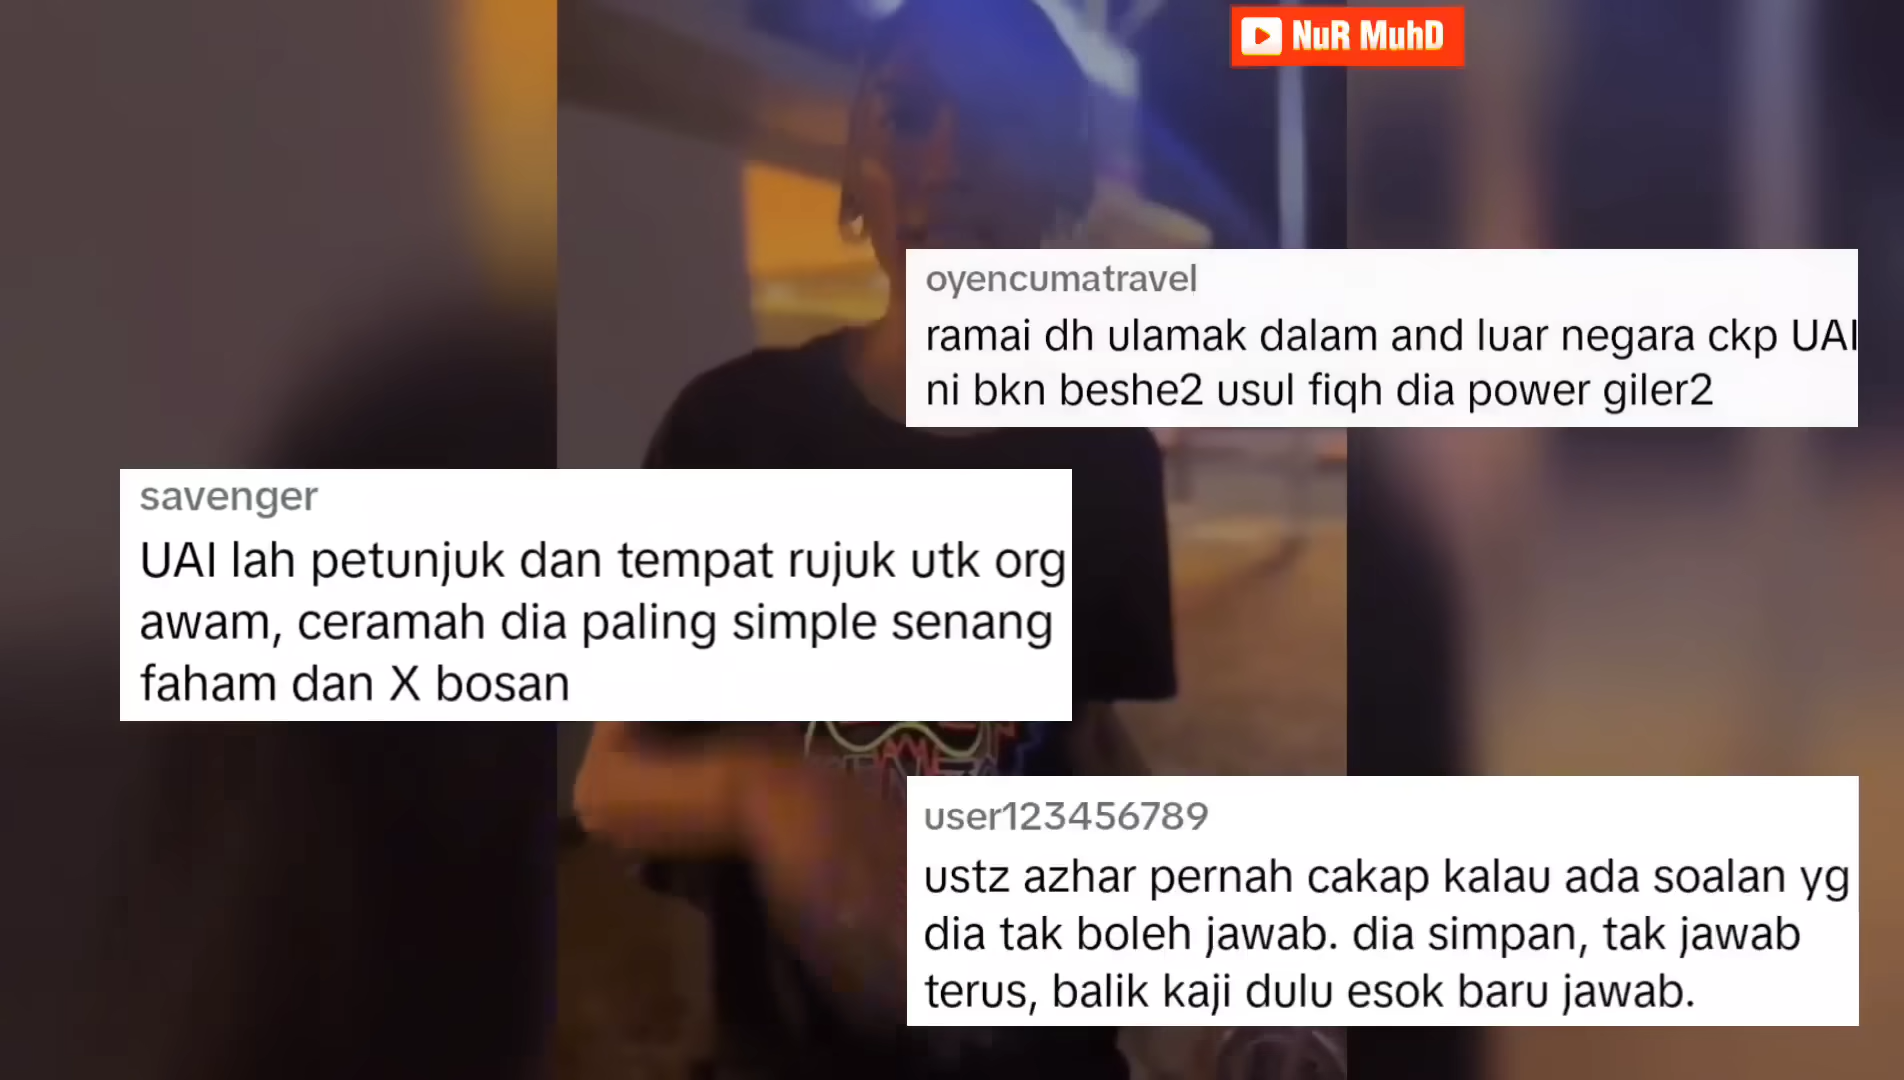 NuR MuhD
oyencumatravel
ramai dh ulamak dalam and luar negara ckp UAI
ni bkn beshe2 usul fiqh dia power giler2
savenger
UAI lah petunjuk dan tempat rujuk utk org
awam, ceramah dia paling simple senang
faham dan X bosan
user123456789
ustz azhar pernah cakap kalau ada soalan yg
dia tak boleh jawab. dia simpan, tak jawab
terus, balik kaji dulu esok baru jawab.